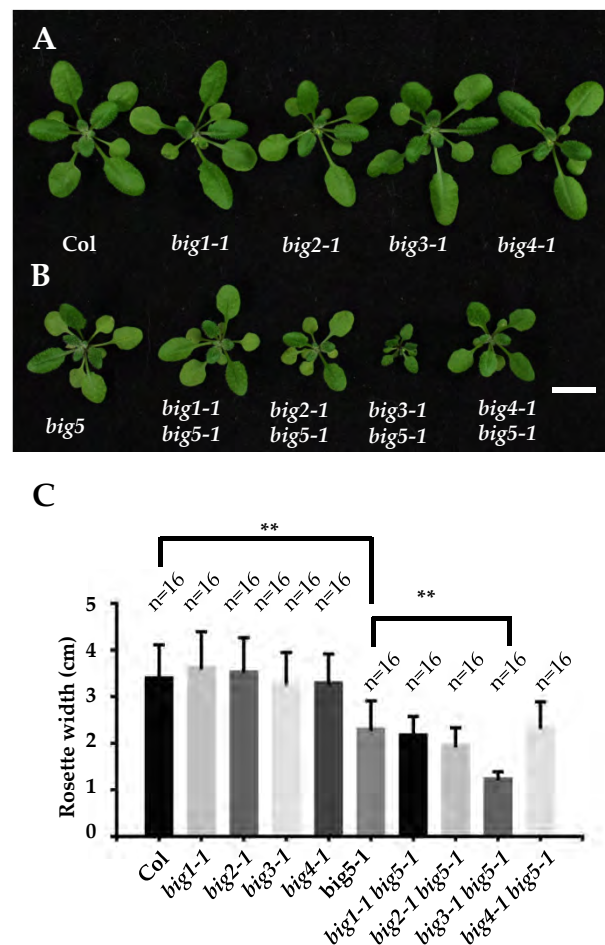 A
Col big1-1 big2-1 big3-1 big4-1
B
big5 big1-1 big2-1 big3-1 big4-1
big5-1 big5-1 big5-1 big5-1
C
**
n=16 n=16 n=16 n=16 n=16 n=16
**
n=16 n=16 n=16 n=16 n=16
5
4
3
2
1
0
Rosette width (cm)
Col big1-1 big2-1 big3-1 big4-1 big5-1 big1-1 big5-1 big2-1 big5-1 big3-1 big5-1 big4-1 big5-1